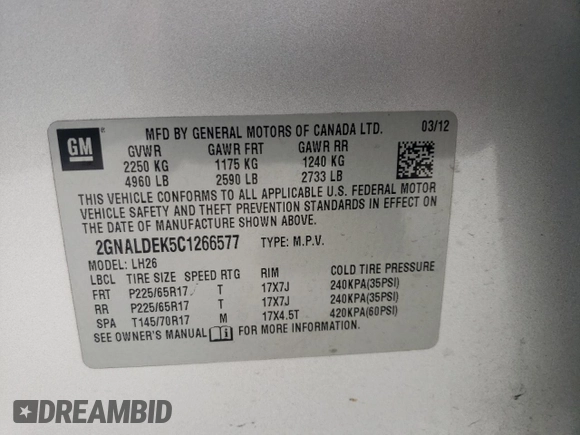 GM
MFD BY GENERAL MOTORS OF CANADA LTD. 03/12
GVWR GAWR FRT GAWR RR
2250 KG 1175 KG 1240 KG
4960 LB 2590 LB 2733 LB
THIS VEHICLE CONFORMS TO ALL APPLICABLE U.S. FEDERAL MOTOR
VEHICLE SAFETY AND THEFT PREVENTION STANDARDS IN EFFECT ON
THE DATE OF MANUFACTURE SHOWN ABOVE.
2GNALDEK5C1266577 TYPE: M.P.V.
MODEL: LH26
LBCL TIRE SIZE SPEED RTG RIM COLD TIRE PRESSURE
FRT P225/65R17 T 17X7J 240KPA(35PSI)
RR P225/65R17 T 17X7J 240KPA(35PSI)
SPA T145/70R17 M 17X4.5T 420KPA(60PSI)
SEE OWNER'S MANUAL FOR MORE INFORMATION.
DREAMBID